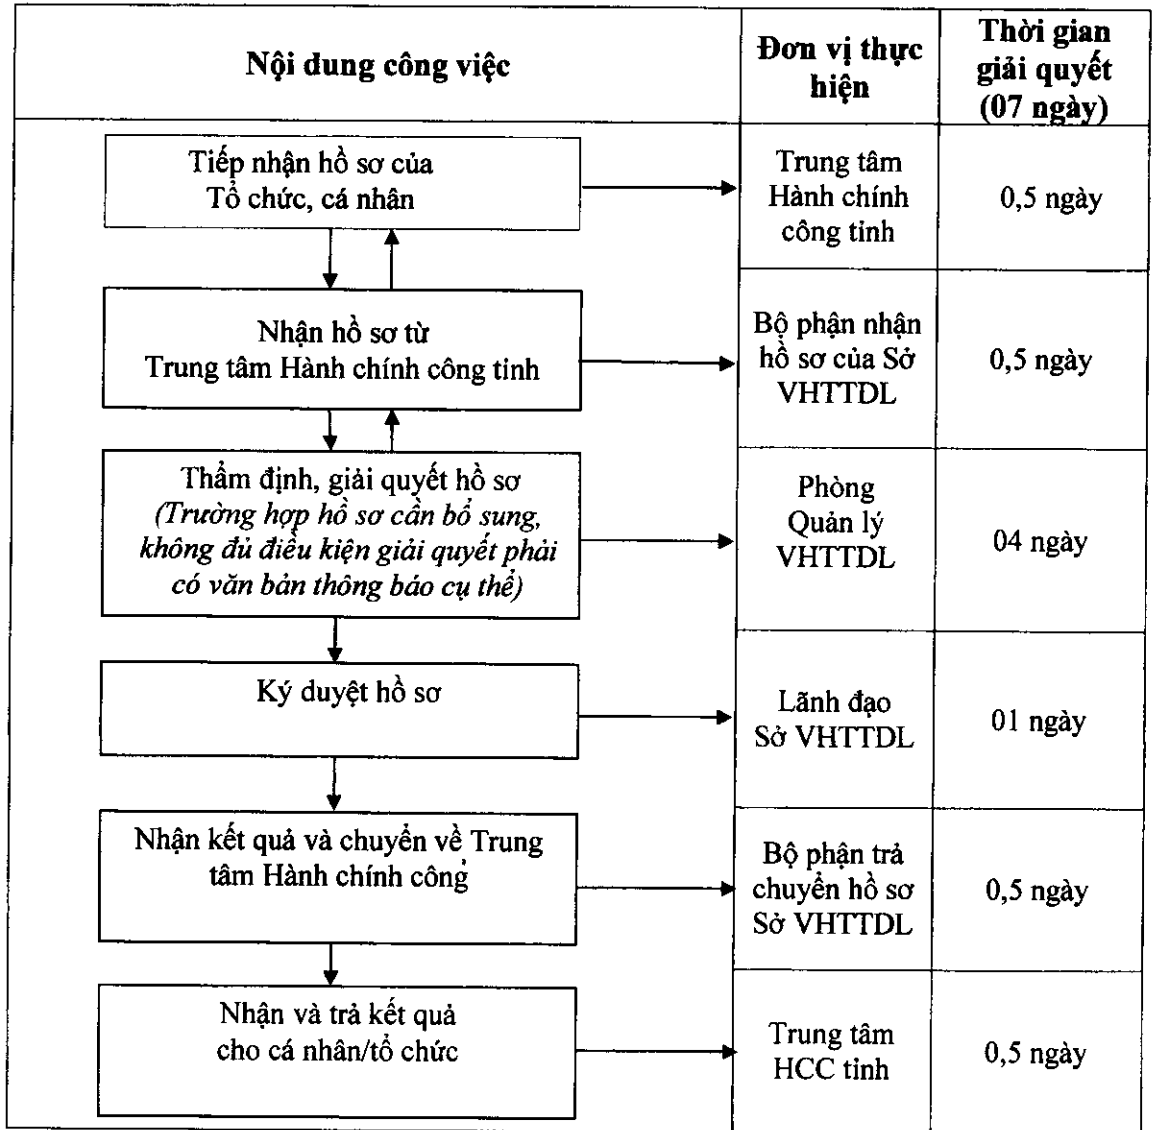 Nội dung công việc
Đơn vị thực
hiện
Thời gian
giải quyết
(07 ngày)
Tiếp nhận hồ sơ của
Tổ chức, cá nhân
Trung tâm
Hành chính
công tỉnh
0,5 ngày
Nhận hồ sơ từ
Trung tâm Hành chính công tỉnh
Bộ phận nhận
hồ sơ của Sở
VHTTDL
0,5 ngày
Thẩm định, giải quyết hồ sơ
(Trường hợp hồ sơ cần bổ sung,
không đủ điều kiện giải quyết phải
có văn bản thông báo cụ thể)
Phòng
Quản lý
VHTTDL
04 ngày
Ký duyệt hồ sơ
Lãnh đạo
Sở VHTTDL
01 ngày
Nhận kết quả và chuyển về Trung
tâm Hành chính công
Bộ phận trả
chuyển hồ sơ
Sở VHTTDL
0,5 ngày
Nhận và trả kết quả
cho cá nhân/tổ chức
Trung tâm
HCC tỉnh
0,5 ngày